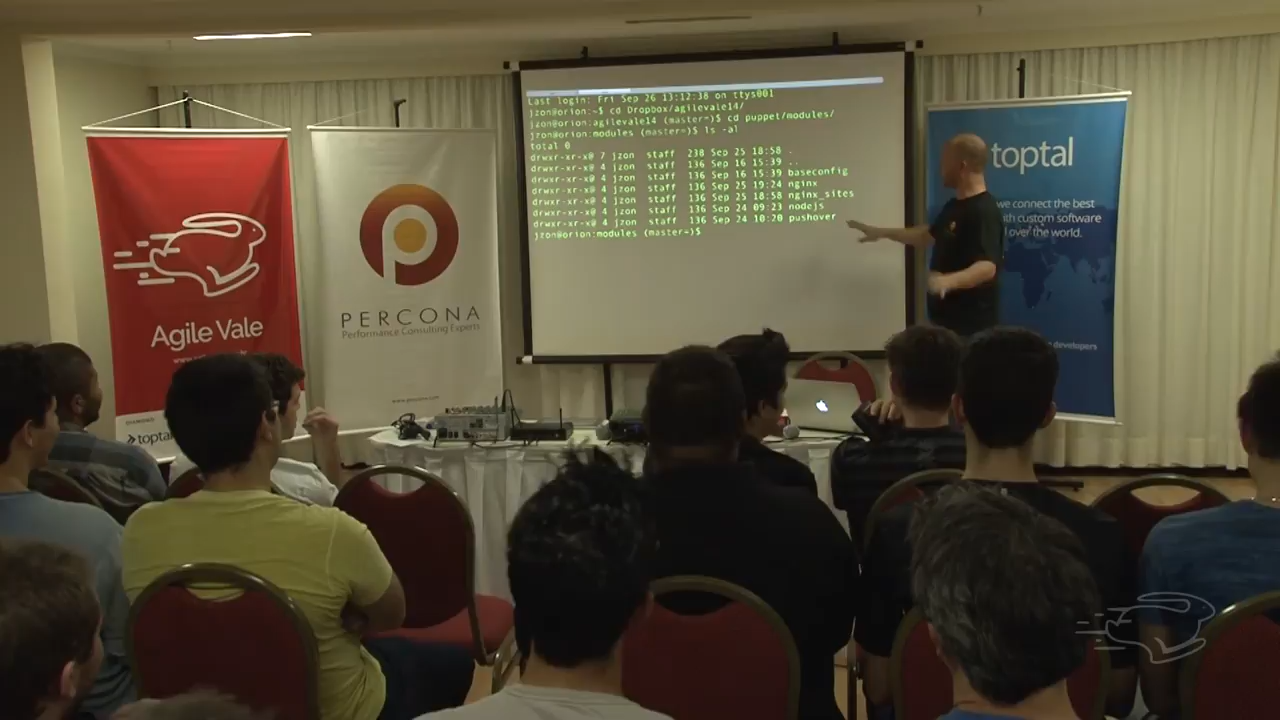 Last login: Fri Sep 26 13:12:38 on ttys001
jzon@orion:~$ cd Dropbox/agilevale14/
jzon@orion:agilevale14 (master=)$ cd puppet/modules/
jzon@orion:modules (master=)$ ls -al
total 0
drwxr-xr-x@ 7 jzon staff 238 Sep 25 18:58 .
drwxr-xr-x@ 4 jzon staff 136 Sep 16 15:39 ..
drwxr-xr-x@ 4 jzon staff 136 Sep 16 15:39 baseconfig
drwxr-xr-x@ 4 jzon staff 136 Sep 25 19:24 nginx
drwxr-xr-x@ 4 jzon staff 136 Sep 25 18:58 nginx_sites
drwxr-xr-x@ 4 jzon staff 136 Sep 24 09:23 nodejs
drwxr-xr-x@ 4 jzon staff 136 Sep 24 10:20 pushover
jzon@orion:modules (master=)$
Agile Vale
toptal
PERCONA
Performance Consulting Experts
www.percona.com
toptal
we connect the best
with custom software
over the world.
developers